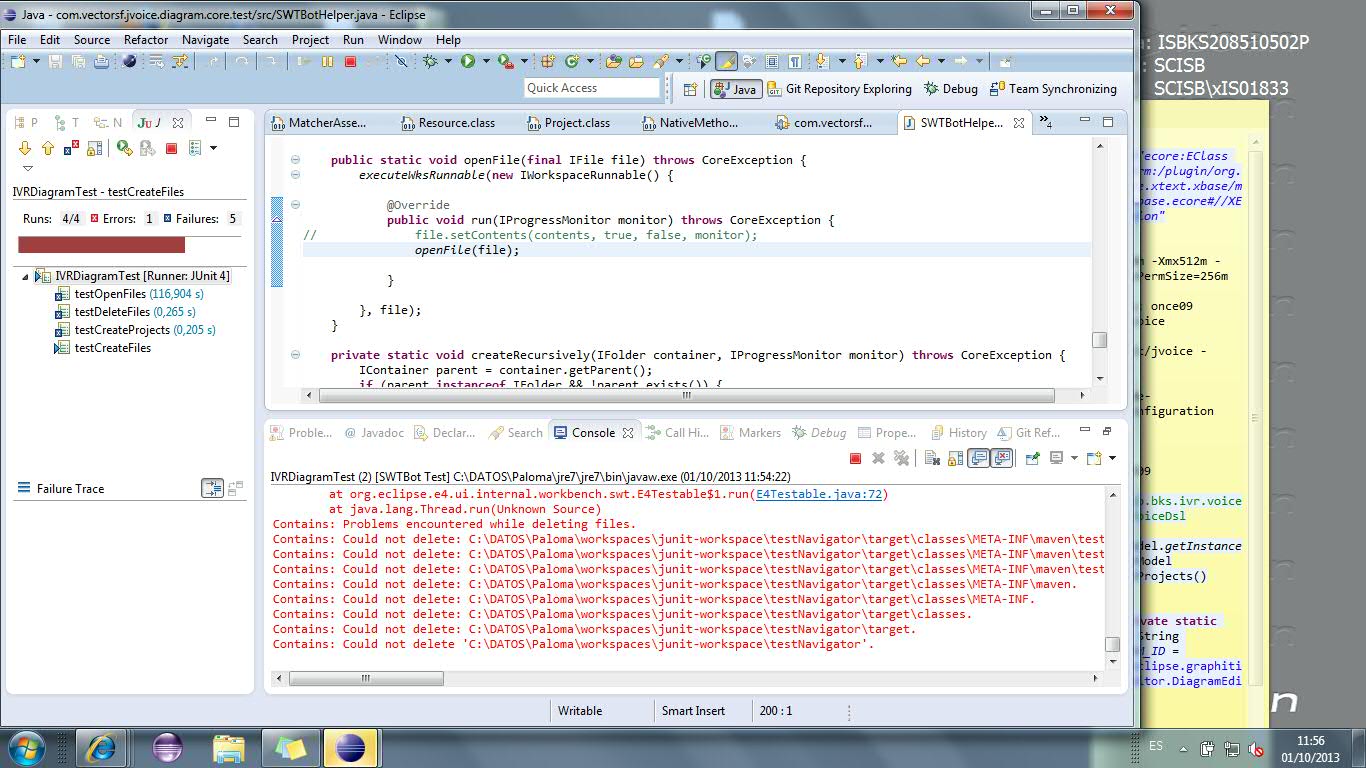 Java - com.vectorsf.jvoice.diagram.core.test/src/SWTBotHelper.java - Eclipse
File Edit Source Refactor Navigate Search Project Run Window Help
Quick Access
Java Git Repository Exploring Debug Team Synchronizing
P T N Ju J
MatcherAsse... Resource.class Project.class NativeMetho... com.vectorsf... SWTBotHelpe... 4
IVRDiagramTest - testCreateFiles
Runs: 4/4 Errors: 1 Failures: 5
IVRDiagramTest [Runner: JUnit 4]
testOpenFiles (116,904 s)
testDeleteFiles (0,265 s)
testCreateProjects (0,205 s)
testCreateFiles
Failure Trace
public static void openFile(final IFile file) throws CoreException {
executeWksRunnable(new IWorkspaceRunnable() {
@Override
public void run(IProgressMonitor monitor) throws CoreException {
// file.setContents(contents, true, false, monitor);
openFile(file);
}
}, file);
}
private static void createRecursively(IFolder container, IProgressMonitor monitor) throws CoreException {
IContainer parent = container.getParent();
if (parent instanceof IFolder && !parent.exists()) {
Proble... Javadoc Declar... Search Console Call Hi... Markers Debug Prope... History Git Ref...
IVRDiagramTest (2) [SWTBot Test] C:\DATOS\Paloma\jre7\jre7\bin\javaw.exe (01/10/2013 11:54:22)
at org.eclipse.e4.ui.internal.workbench.swt.E4Testable$1.run(E4Testable.java:72)
at java.lang.Thread.run(Unknown Source)
Contains: Problems encountered while deleting files.
Contains: Could not delete: C:\DATOS\Paloma\workspaces\junit-workspace\testNavigator\target\classes\META-INF\maven\test
Contains: Could not delete: C:\DATOS\Paloma\workspaces\junit-workspace\testNavigator\target\classes\META-INF\maven\test
Contains: Could not delete: C:\DATOS\Paloma\workspaces\junit-workspace\testNavigator\target\classes\META-INF\maven\test
Contains: Could not delete: C:\DATOS\Paloma\workspaces\junit-workspace\testNavigator\target\classes\META-INF\maven.
Contains: Could not delete: C:\DATOS\Paloma\workspaces\junit-workspace\testNavigator\target\classes\META-INF.
Contains: Could not delete: C:\DATOS\Paloma\workspaces\junit-workspace\testNavigator\target\classes.
Contains: Could not delete: C:\DATOS\Paloma\workspaces\junit-workspace\testNavigator\target.
Contains: Could not delete 'C:\DATOS\Paloma\workspaces\junit-workspace\testNavigator'.
Writable Smart Insert 200 : 1
: ISBKS208510502P
: SCISB
SCISB\xIS01833
ecore:EClass
rm:/plugin/org.
e.xtext.xbase/m
base.ecore#//XE
ion"
m -Xmx512m -
PermSize=256m
once09
oice
t/jvoice -
e-
nfiguration
09
o.bks.ivr.voice
oiceDsl
del.getInstance
Model
Projects()
vate static
String
M_ID =
clipse.graphiti
itor.DiagramEdi
n
ES 11:56
01/10/2013